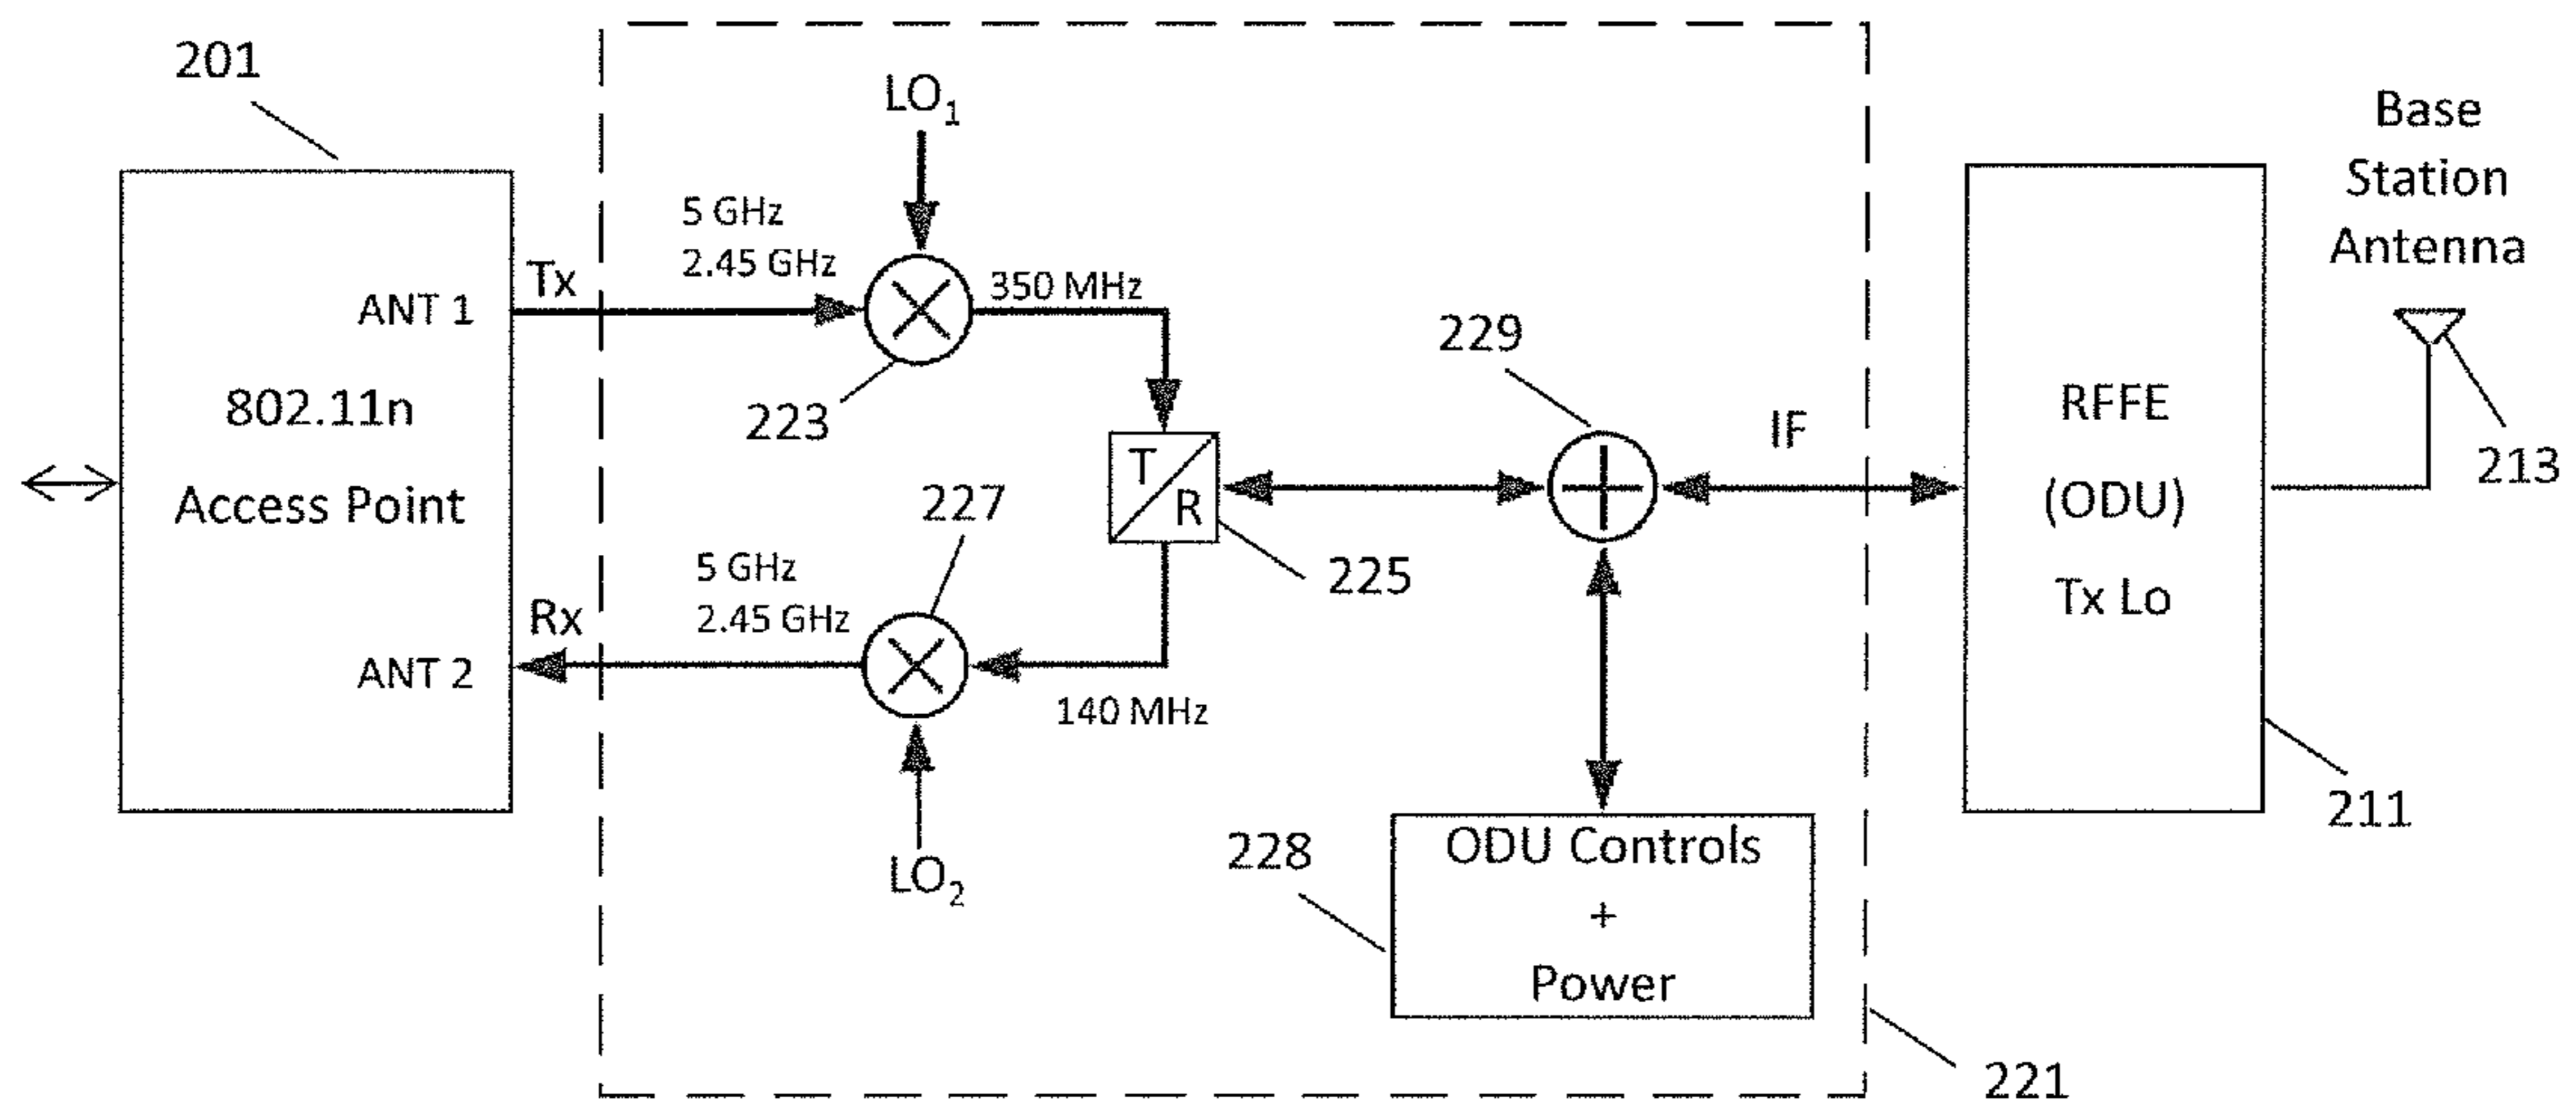 201
ANT 1
802.11n
Access Point
ANT 2
Tx
Rx
LO1
5 GHz
2.45 GHz
350 MHz
223
T
R
225
227
5 GHz
2.45 GHz
140 MHz
LO2
229
IF
228
ODU Controls
+
Power
221
RFFE
(ODU)
Tx Lo
211
Base
Station
Antenna
213